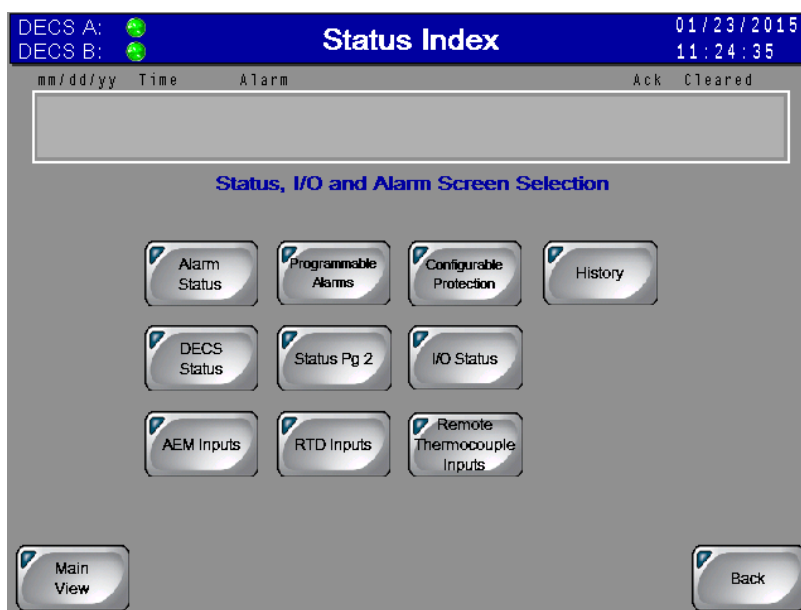 DECS A:
DECS B:
Status Index
01/23/2015
11:24:35
mm/dd/yy Time Alarm Ack Cleared
Status, I/O and Alarm Screen Selection
Alarm
Status
Programmable
Alarms
Configurable
Protection
History
DECS
Status
Status Pg 2
I/O Status
AEM Inputs
RTD Inputs
Remote
Thermocouple
Inputs
Main
View
Back